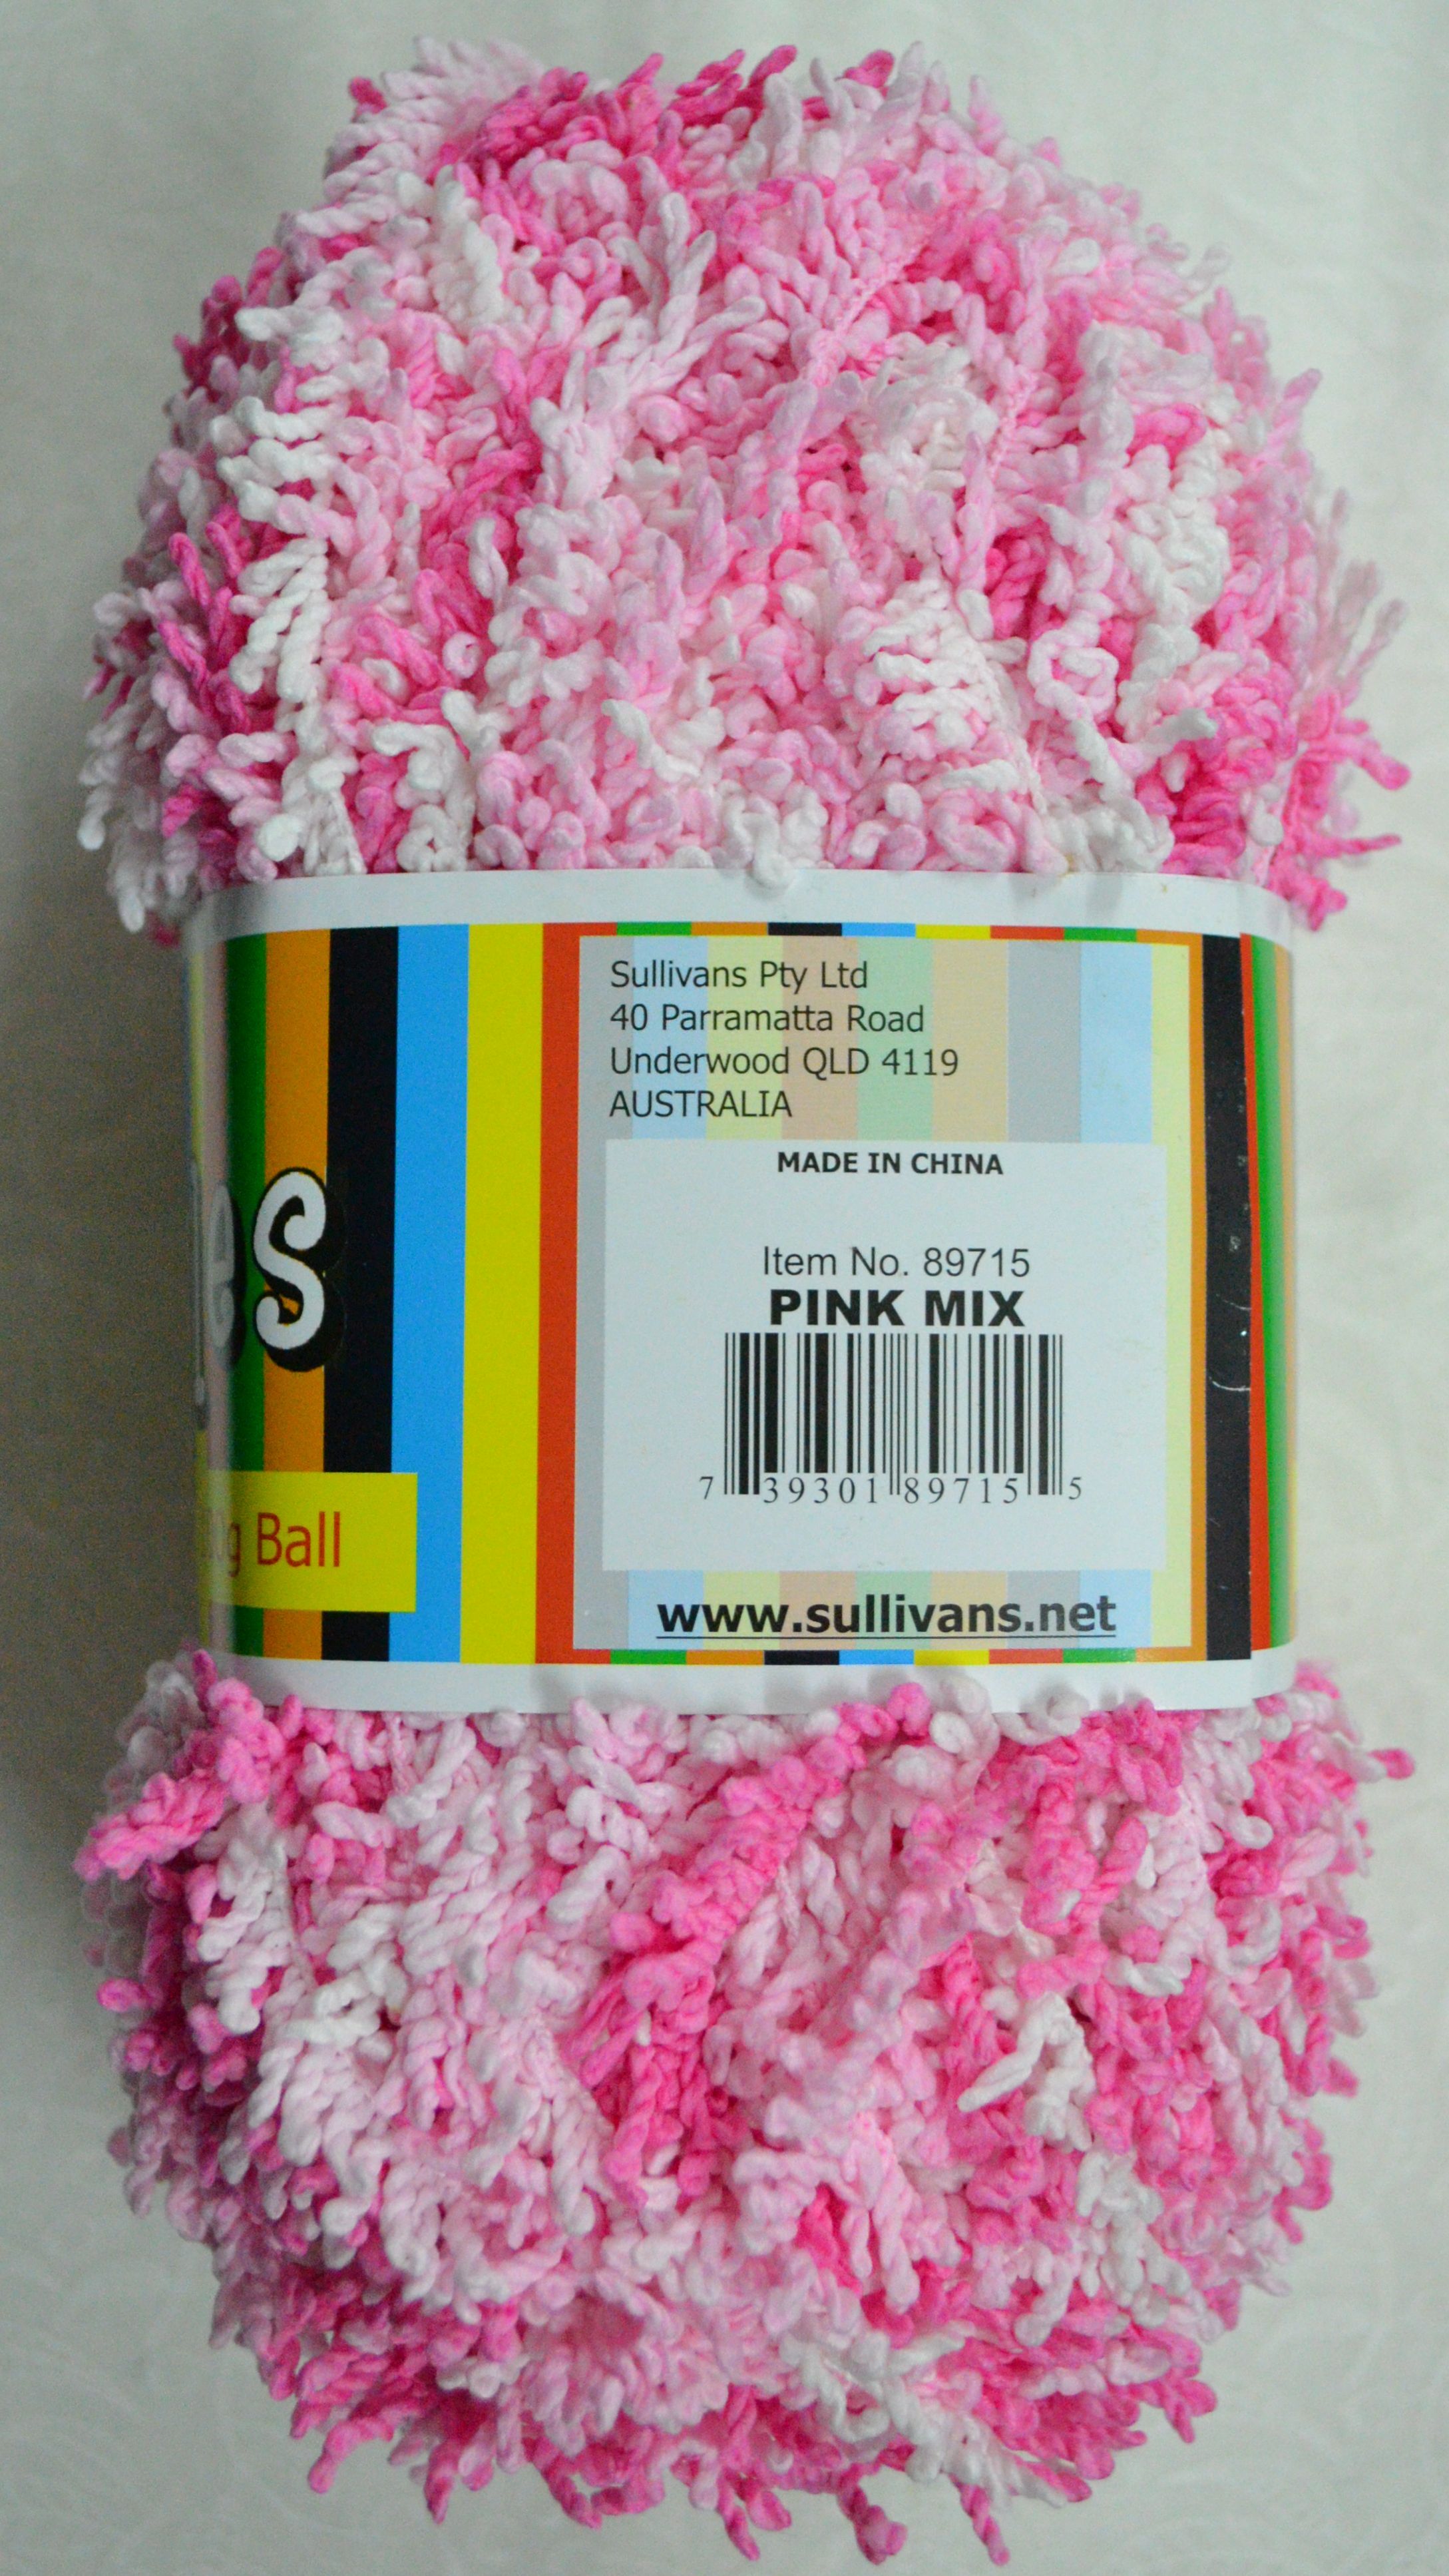 Sullivans Pty Ltd
40 Parramatta Road
Underwood QLD 4119
AUSTRALIA
MADE IN CHINA
Item No. 89715
PINK MIX
7 39301 89715 5
www.sullivans.net
es
Ball